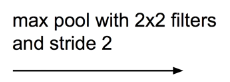 max pool with 2x2 filters
and stride 2